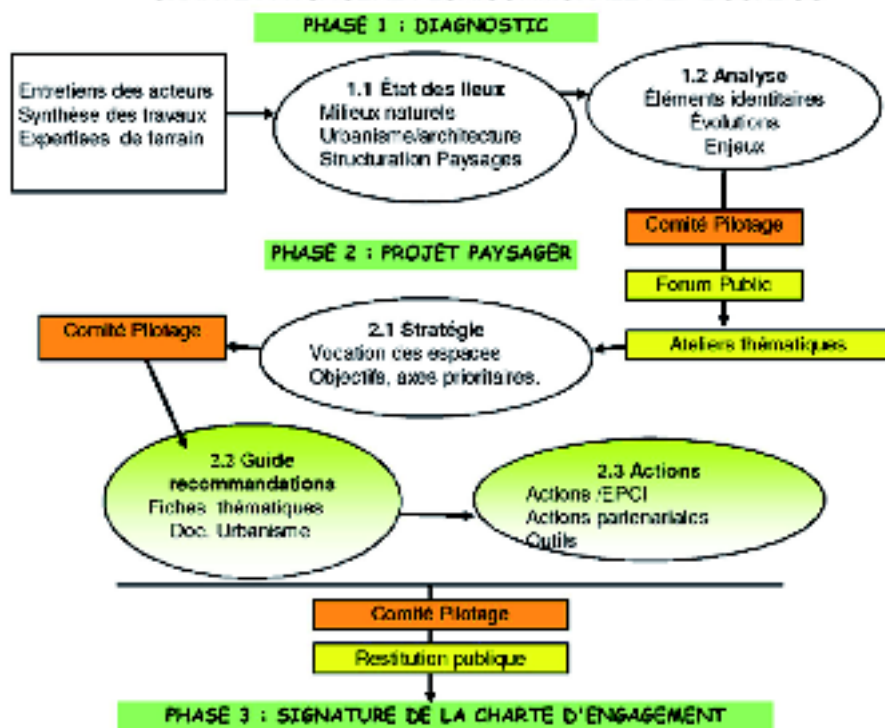 PHASE 1 : DIAGNOSTIC
Entretiens des acteurs
Synthèse des travaux
Expertises de terrain
1.1 État des lieux
Milieux naturels
Urbanisme/architecture
Structuration Paysages
1.2 Analyse
Éléments identitaires
Évolutions
Enjeux
Comité Pilotage
PHASE 2 : PROJET PAYSAGER
Forum Public
Ateliers thématiques
2.1 Stratégie
Vocation des espaces
Objectifs, axes prioritaires.
Comité Pilotage
2.2 Guide
recommandations
Fiches thématiques
Doc. Urbanisme
2.3 Actions
Actions /EPCI
Actions partenariales
Outils
Comité Pilotage
Restitution publique
PHASE 3 : SIGNATURE DE LA CHARTE D'ENGAGEMENT